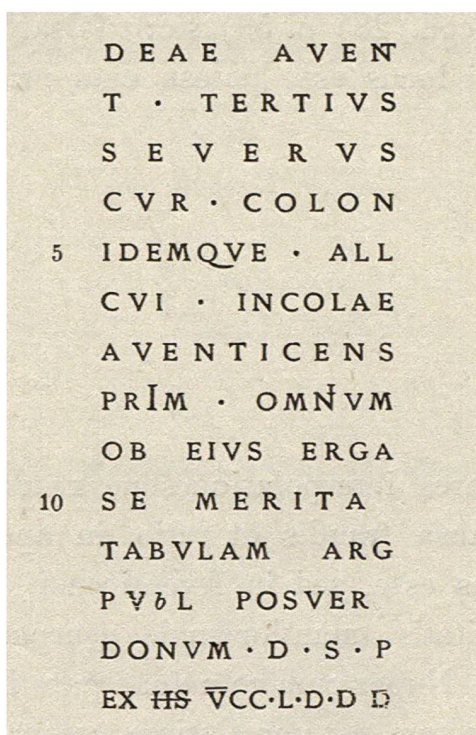 DEAE AVENT
T · TERTIVS
SEVERVS
CVR · COLON
5 IDEMQVE · ALL
CVI · INCOLAE
AVENTICENS
PRIM · OMNIVM
OB EIVS ERGA
10 SE MERITA
TABVLAM ARG
PVbL POSVER
DONVM · D · S · P
EX HS V̅CC·L·D·D D